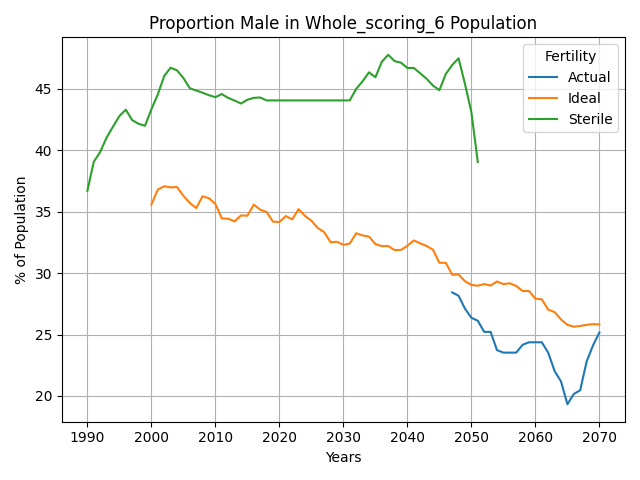 Proportion Male in Whole_scoring_6 Population
Fertility
Actual
Ideal
Sterile
% of Population
45
40
35
30
25
20
1990
2000
2010
2020
2030
2040
2050
2060
2070
Years